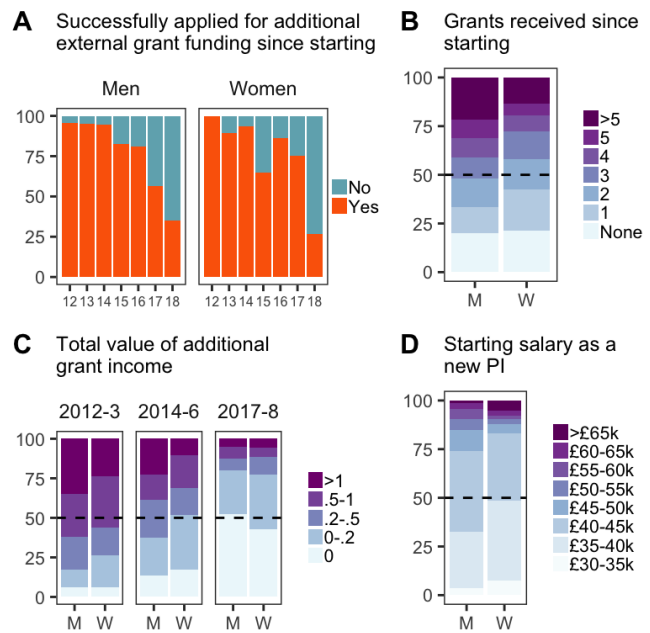 A Successfully applied for additional
external grant funding since starting
Men Women
100
75
50
25
0
12 13 14 15 16 17 18 12 13 14 15 16 17 18
No
Yes
B Grants received since
starting
100
75
50
25
0
M W
>5
5
4
3
2
1
None
C Total value of additional
grant income
2012-3 2014-6 2017-8
100
75
50
25
0
M W M W M W
>1
.5-1
.2-.5
0-.2
0
D Starting salary as a
new PI
100
75
50
25
0
M W
>£65k
£60-65k
£55-60k
£50-55k
£45-50k
£40-45k
£35-40k
£30-35k